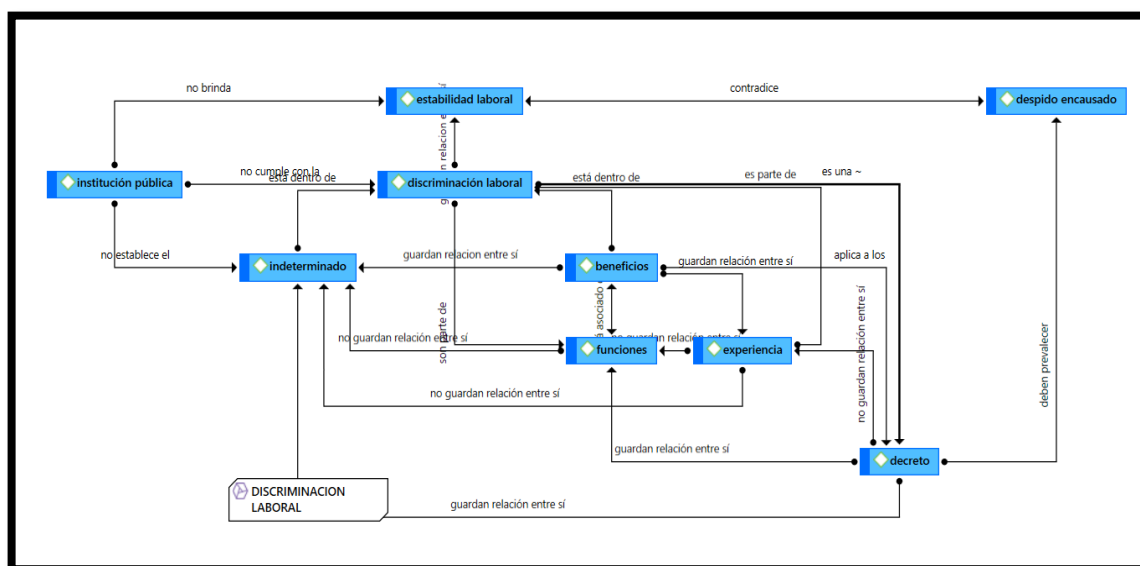 no brinda
contradice
estabilidad laboral
despido encausado
no cumple con la
está dentro de
institución pública
discriminación laboral
está dentro de
es parte de
es una ~
no establece el
indeterminado
guardan relacion entre sí
beneficios
guardan relación entre sí
aplica a los
no guardan relación entre sí
son parte de
funciones
experiencia
no guardan relación entre sí
no guardan relación entre sí
deben prevalecer
guardan relación entre sí
decreto
DISCRIMINACION
LABORAL
guardan relación entre sí